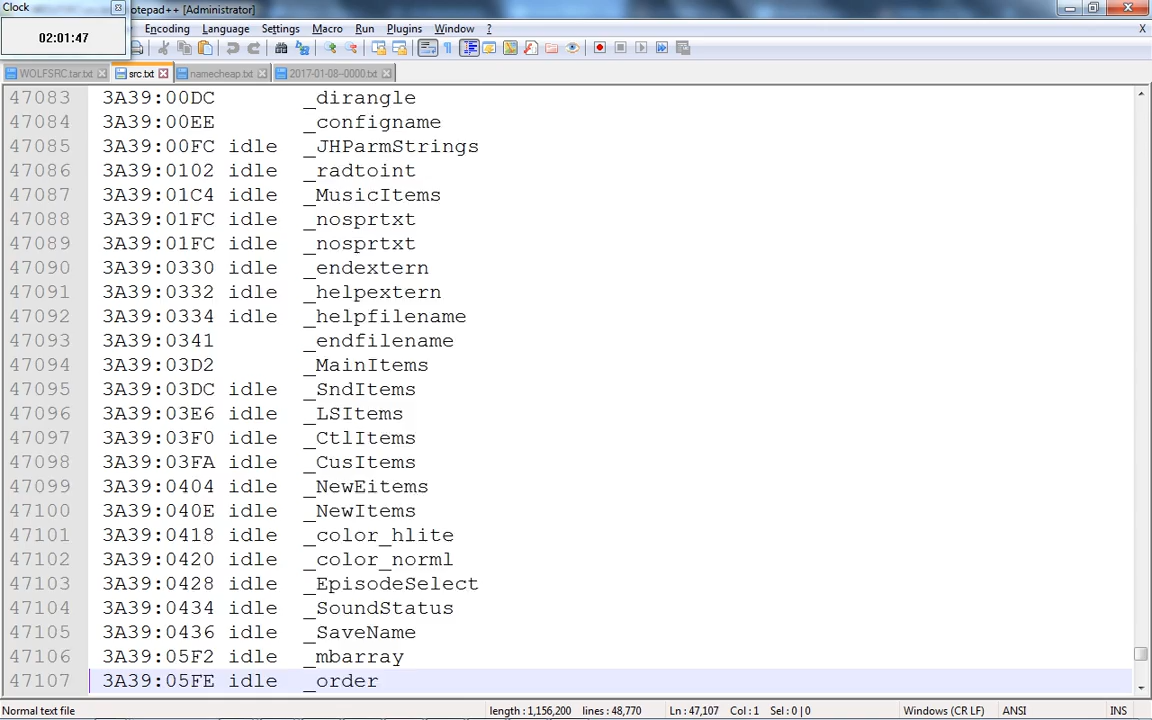 Clock
otepad++ [Administrator]
02:01:47
Encoding Language Settings Macro Run Plugins Window ? X
WOLFSRC.tar.txt src.txt namecheap.txt 2017-01-08--0000.txt
47083 3A39:00DC _dirangle
47084 3A39:00EE _configname
47085 3A39:00FC idle _JHParmStrings
47086 3A39:0102 idle _radtoint
47087 3A39:01C4 idle _MusicItems
47088 3A39:01FC idle _nosprtxt
47089 3A39:01FC idle _nosprtxt
47090 3A39:0330 idle _endextern
47091 3A39:0332 idle _helpextern
47092 3A39:0334 idle _helpfilename
47093 3A39:0341 _endfilename
47094 3A39:03D2 _MainItems
47095 3A39:03DC idle _SndItems
47096 3A39:03E6 idle _LSItems
47097 3A39:03F0 idle _CtlItems
47098 3A39:03FA idle _CusItems
47099 3A39:0404 idle _NewEitems
47100 3A39:040E idle _NewItems
47101 3A39:0418 idle _color_hlite
47102 3A39:0420 idle _color_norml
47103 3A39:0428 idle _EpisodeSelect
47104 3A39:0434 idle _SoundStatus
47105 3A39:0436 idle _SaveName
47106 3A39:05F2 idle _mbarray
47107 3A39:05FE idle _order
Normal text file length : 1,156,200 lines : 48,770 Ln : 47,107 Col : 1 Sel : 0 | 0 Windows (CR LF) ANSI INS